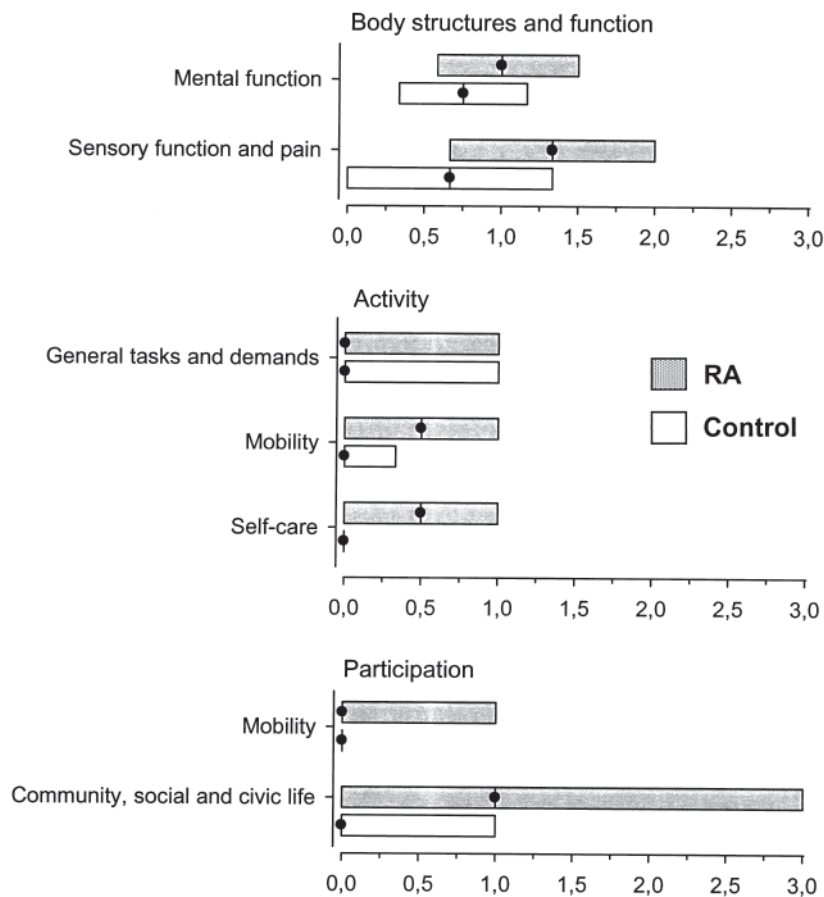 Body structures and function
Mental function
Sensory function and pain
0,0 0,5 1,0 1,5 2,0 2,5 3,0
Activity
General tasks and demands
RA
Control
Mobility
Self-care
0,0 0,5 1,0 1,5 2,0 2,5 3,0
Participation
Mobility
Community, social and civic life
0,0 0,5 1,0 1,5 2,0 2,5 3,0